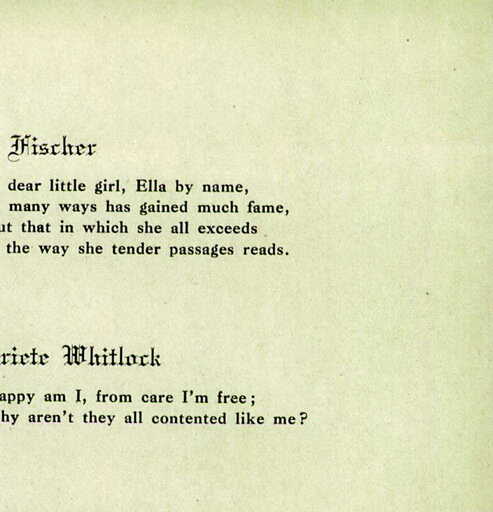 Fischer
dear little girl, Ella by name,
many ways has gained much fame,
ut that in which she all exceeds
the way she tender passages reads.
riete Whitlock
appy am I, from care I'm free;
hy aren't they all contented like me?